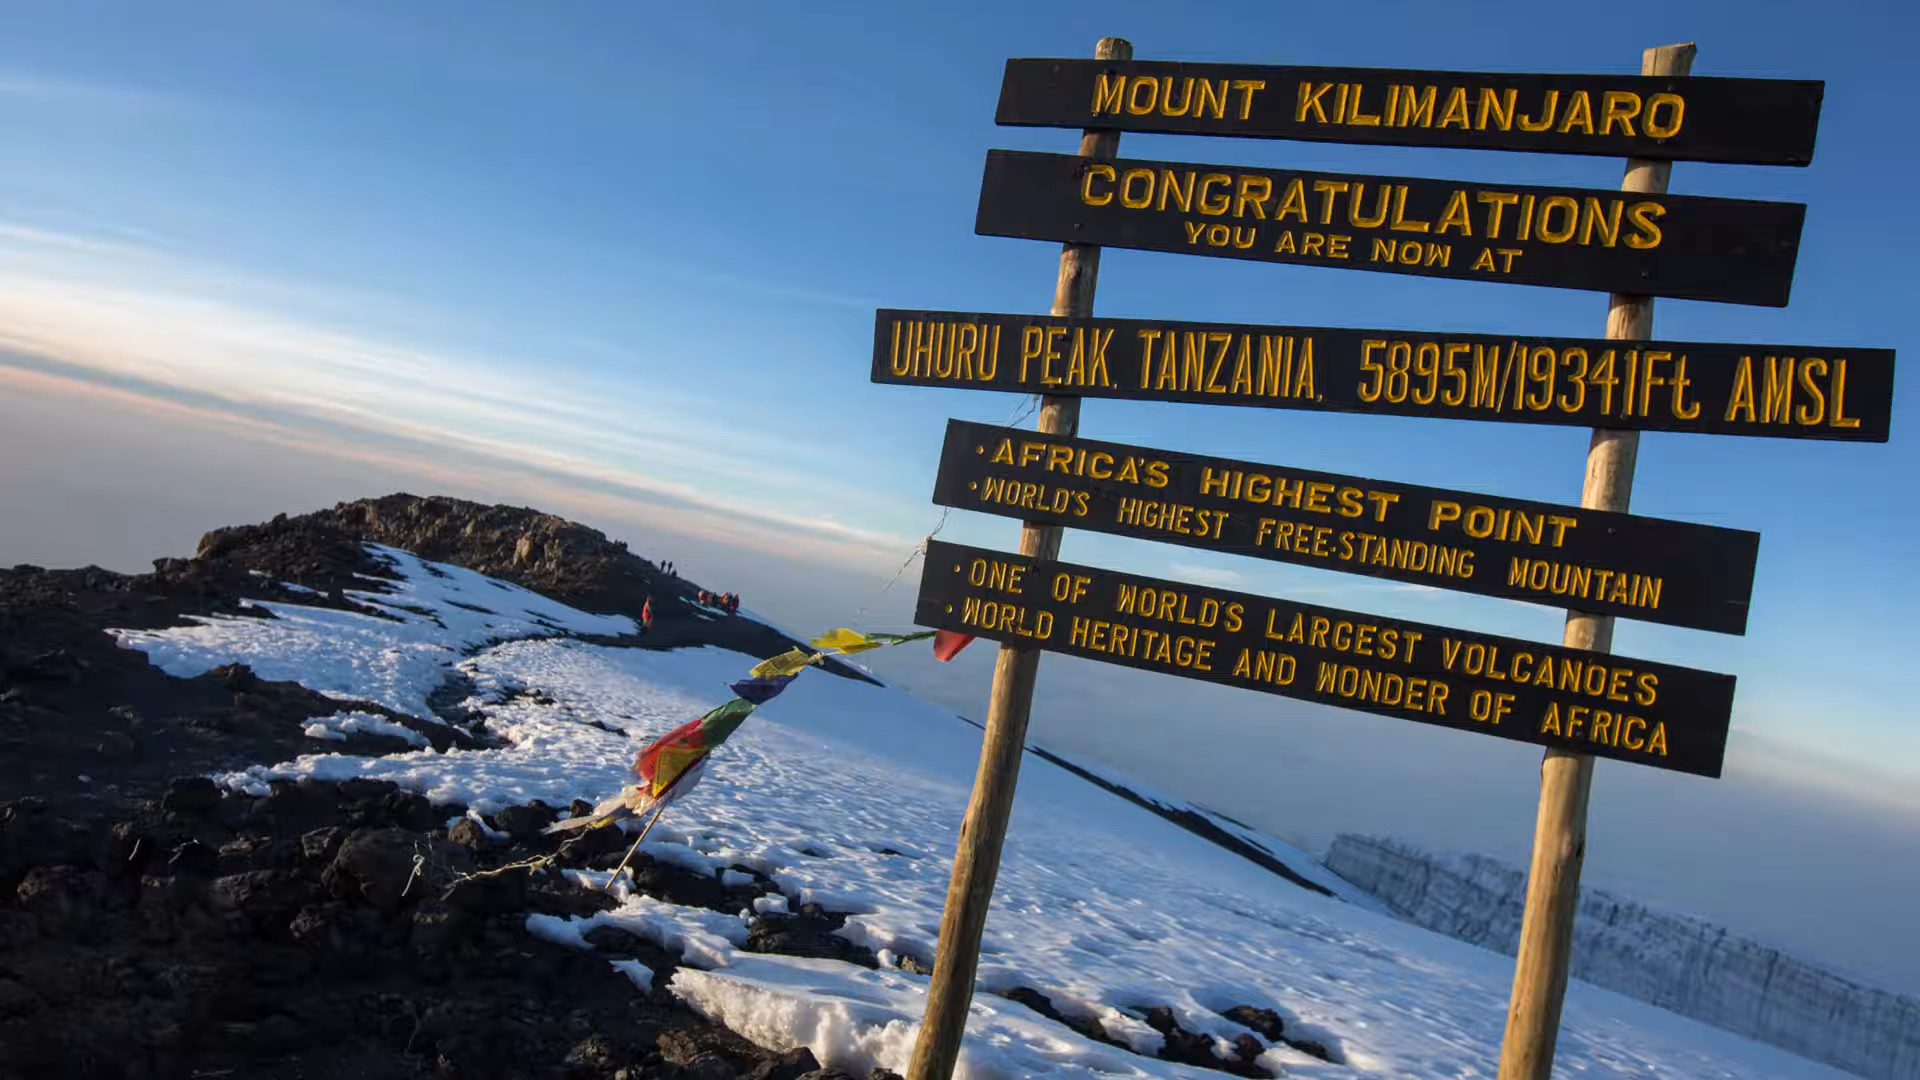 MOUNT KILIMANJARO
CONGRATULATIONS
YOU ARE NOW AT
UHURU PEAK, TANZANIA, 5895M/19341Ft AMSL
• AFRICA'S HIGHEST POINT
• WORLD'S HIGHEST FREE-STANDING MOUNTAIN
• ONE OF WORLD'S LARGEST VOLCANOES
• WORLD HERITAGE AND WONDER OF AFRICA